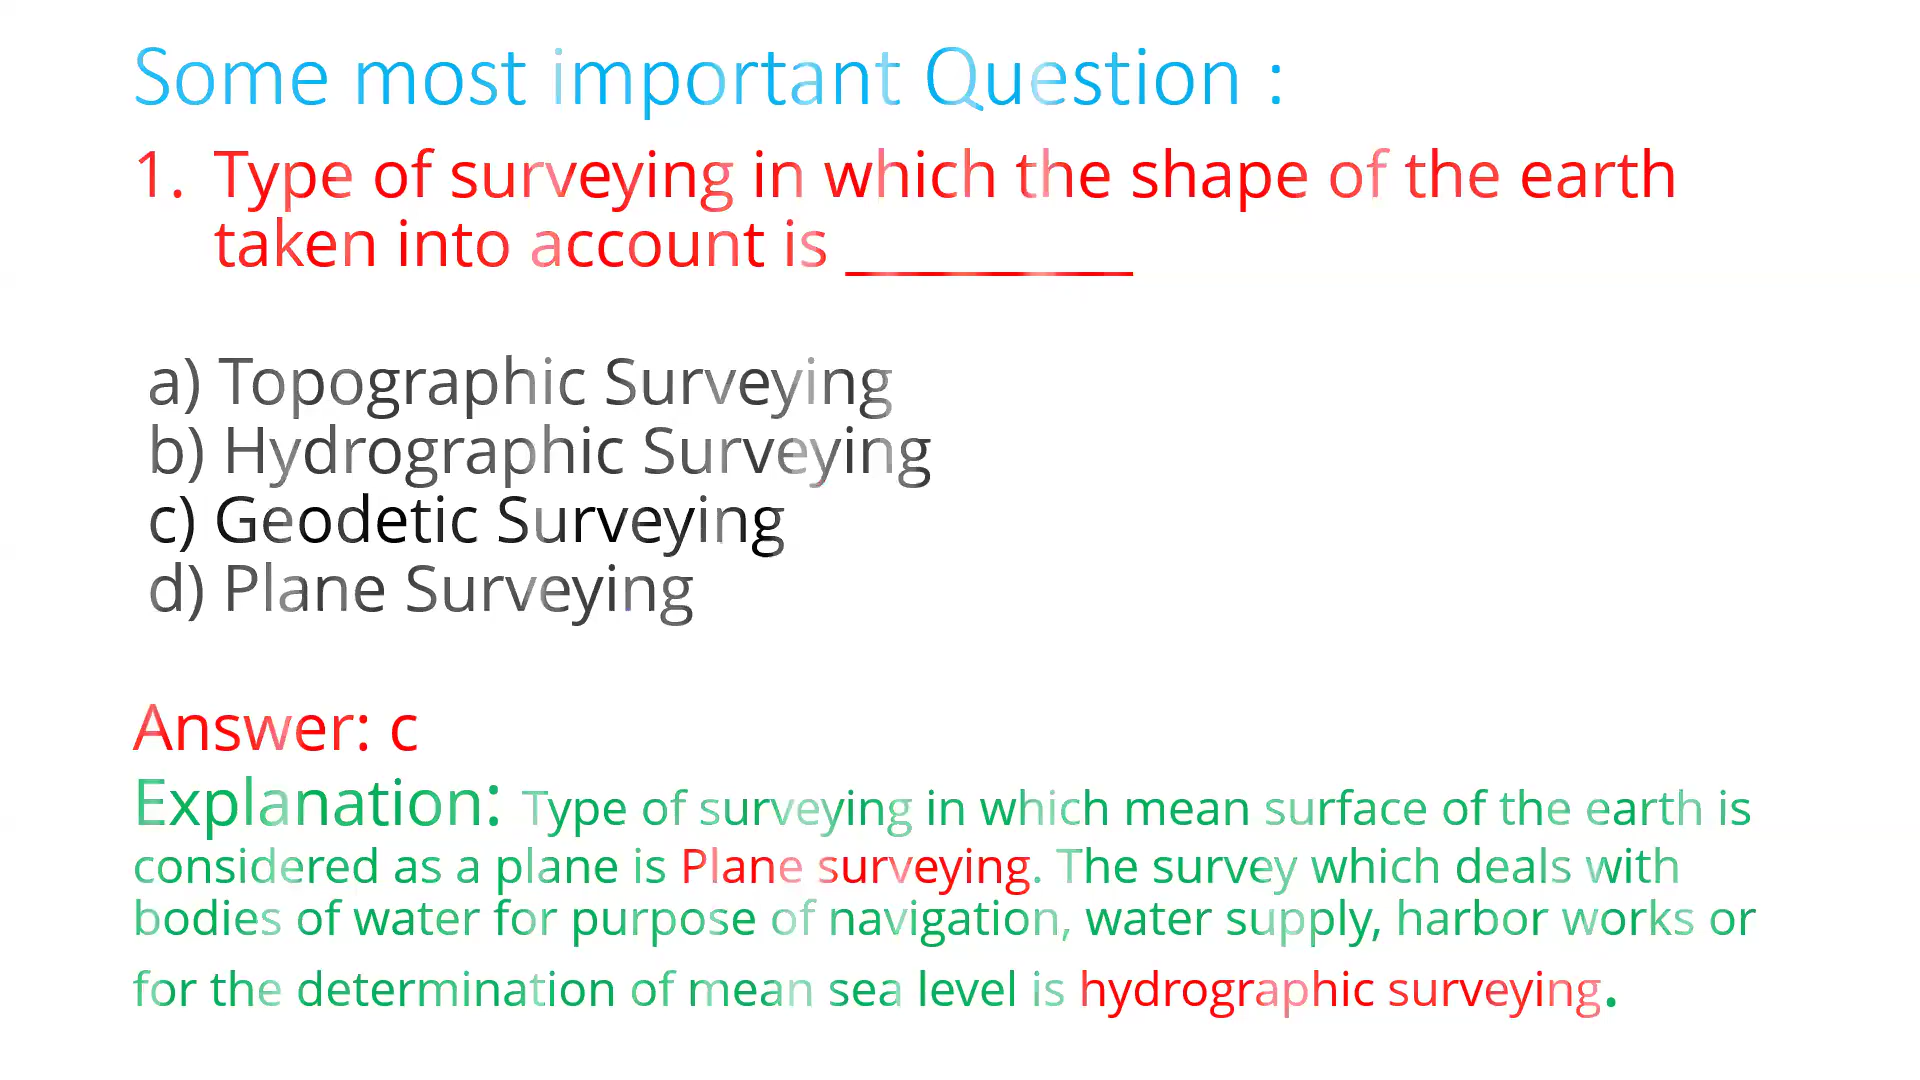 Some most important Question :
1. Type of surveying in which the shape of the earth
taken into account is _________
a) Topographic Surveying
b) Hydrographic Surveying
c) Geodetic Surveying
d) Plane Surveying
Answer: c
Explanation: Type of surveying in which mean surface of the earth is
considered as a plane is Plane surveying. The survey which deals with
bodies of water for purpose of navigation, water supply, harbor works or
for the determination of mean sea level is hydrographic surveying.